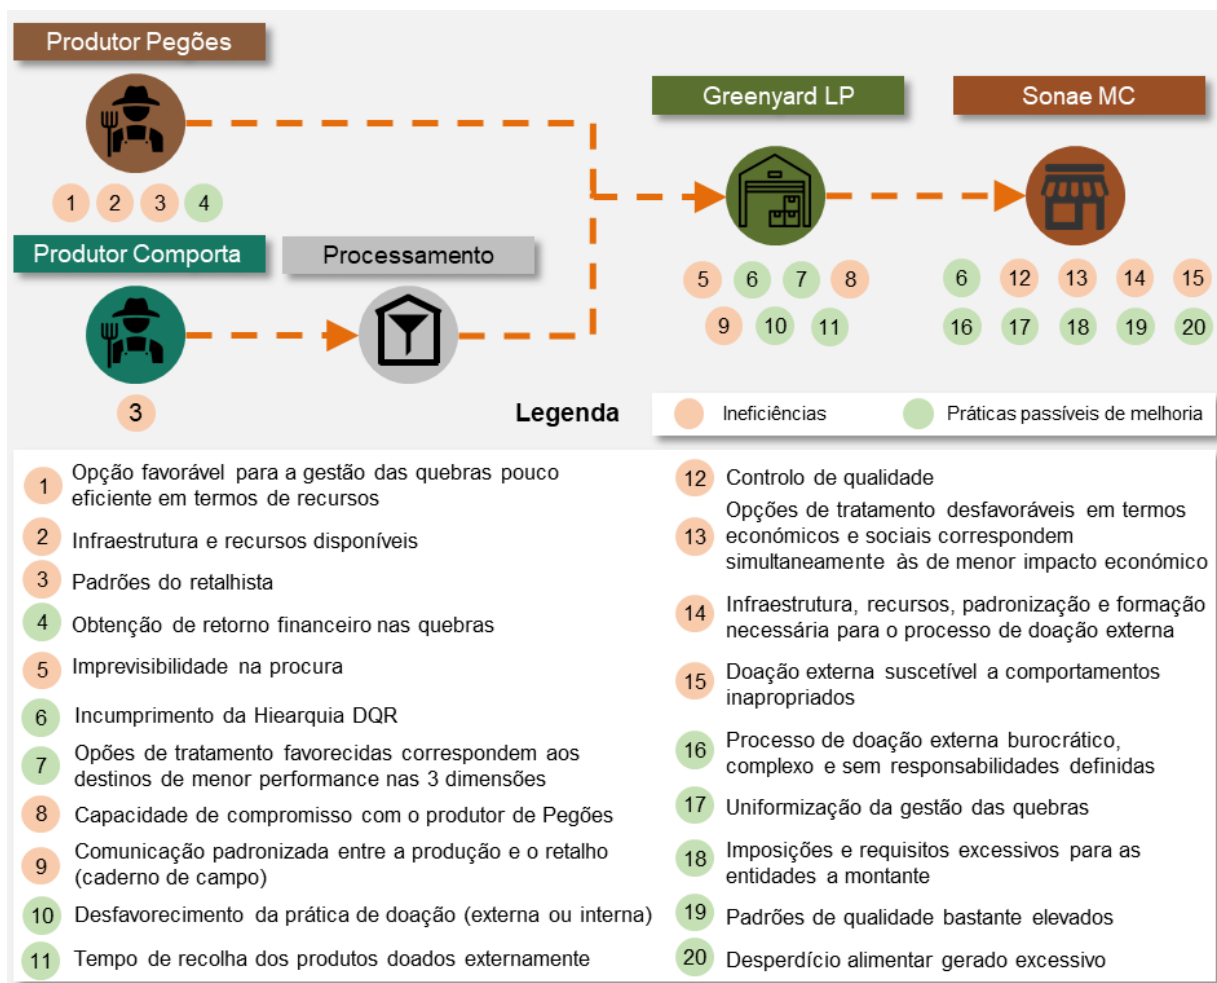 Produtor Pegões
Greenyard LP
Sonae MC
1 2 3 4
Produtor Comporta
Processamento
5 6 7 8
6 12 13 14 15
9 10 11
16 17 18 19 20
3
Legenda
Ineficiências
Práticas passíveis de melhoria
1 Opção favorável para a gestão das quebras pouco
eficiente em termos de recursos
2 Infraestrutura e recursos disponíveis
3 Padrões do retalhista
4 Obtenção de retorno financeiro nas quebras
5 Imprevisibilidade na procura
6 Incumprimento da Hiearquia DQR
7 Opões de tratamento favorecidas correspondem aos
destinos de menor performance nas 3 dimensões
8 Capacidade de compromisso com o produtor de Pegões
9 Comunicação padronizada entre a produção e o retalho
(caderno de campo)
10 Desfavorecimento da prática de doação (externa ou interna)
11 Tempo de recolha dos produtos doados externamente
12 Controlo de qualidade
13 Opções de tratamento desfavoráveis em termos
económicos e sociais correspondem
simultaneamente às de menor impacto económico
14 Infraestrutura, recursos, padronização e formação
necessária para o processo de doação externa
15 Doação externa suscetível a comportamentos
inapropriados
16 Processo de doação externa burocrático,
complexo e sem responsabilidades definidas
17 Uniformização da gestão das quebras
18 Imposições e requisitos excessivos para as
entidades a montante
19 Padrões de qualidade bastante elevados
20 Desperdício alimentar gerado excessivo